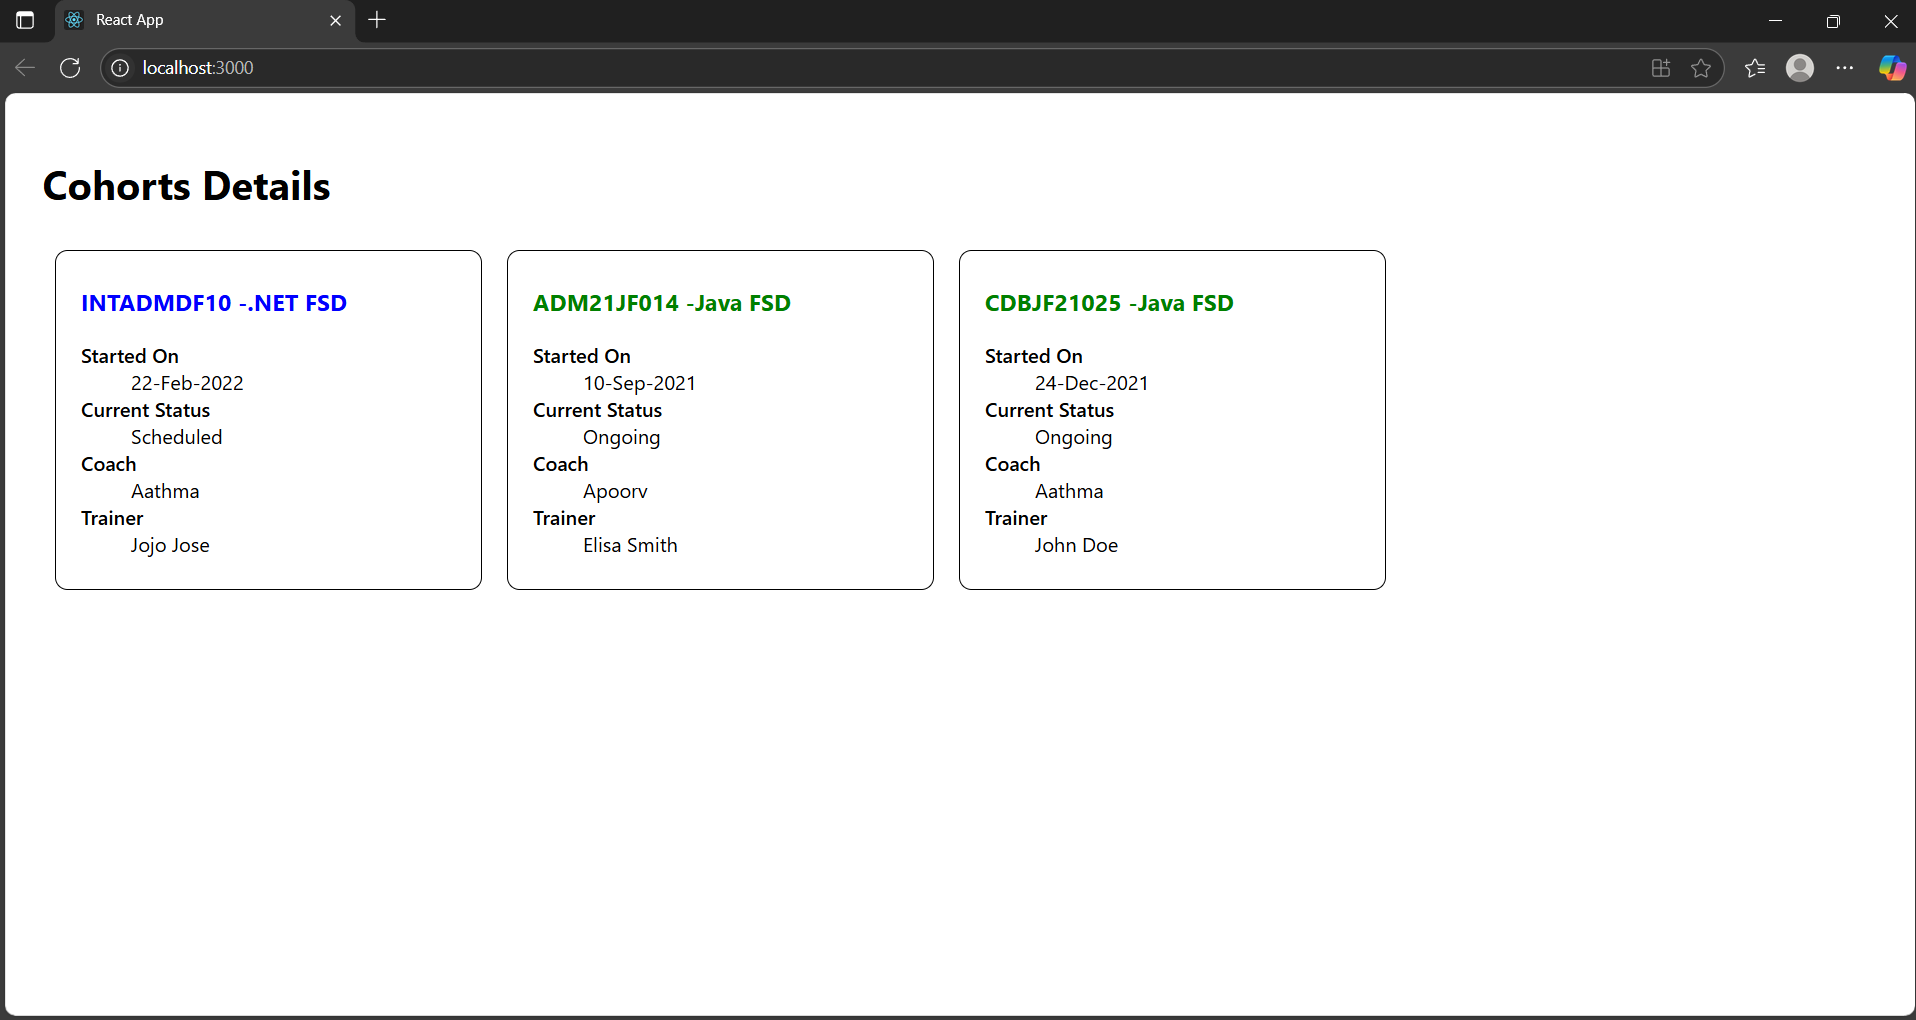 React App
localhost:3000
Cohorts Details
INTADMDF10 -.NET FSD
Started On
22-Feb-2022
Current Status
Scheduled
Coach
Aathma
Trainer
Jojo Jose
ADM21JF014 -Java FSD
Started On
10-Sep-2021
Current Status
Ongoing
Coach
Apoorv
Trainer
Elisa Smith
CDBJF21025 -Java FSD
Started On
24-Dec-2021
Current Status
Ongoing
Coach
Aathma
Trainer
John Doe